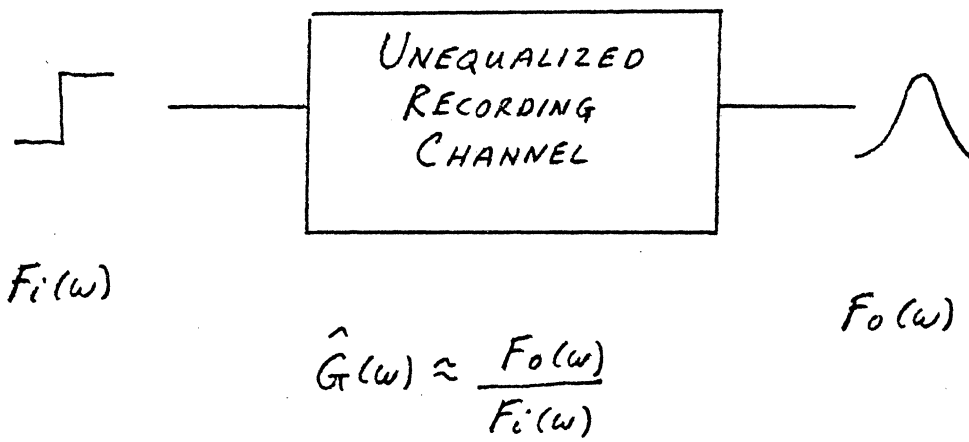 UNEQUALIZED
RECORDING
CHANNEL
Fi(ω)
Fo(ω)
Ĝ(ω) ≈ Fo(ω)
Fi(ω)